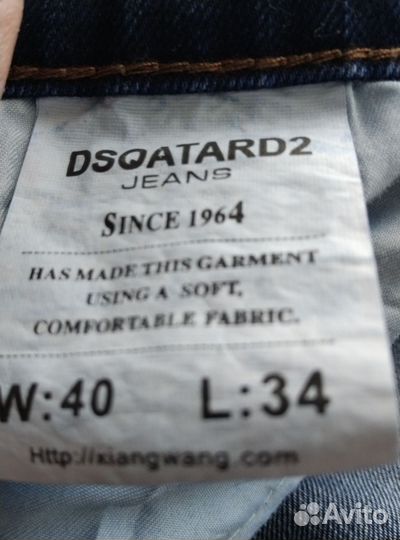 DSQATARD2
JEANS
SINCE 1964
HAS MADE THIS GARMENT
USING A SOFT,
COMFORTABLE FABRIC.
W:40 L:34
Http://xiangwang.com
Avito